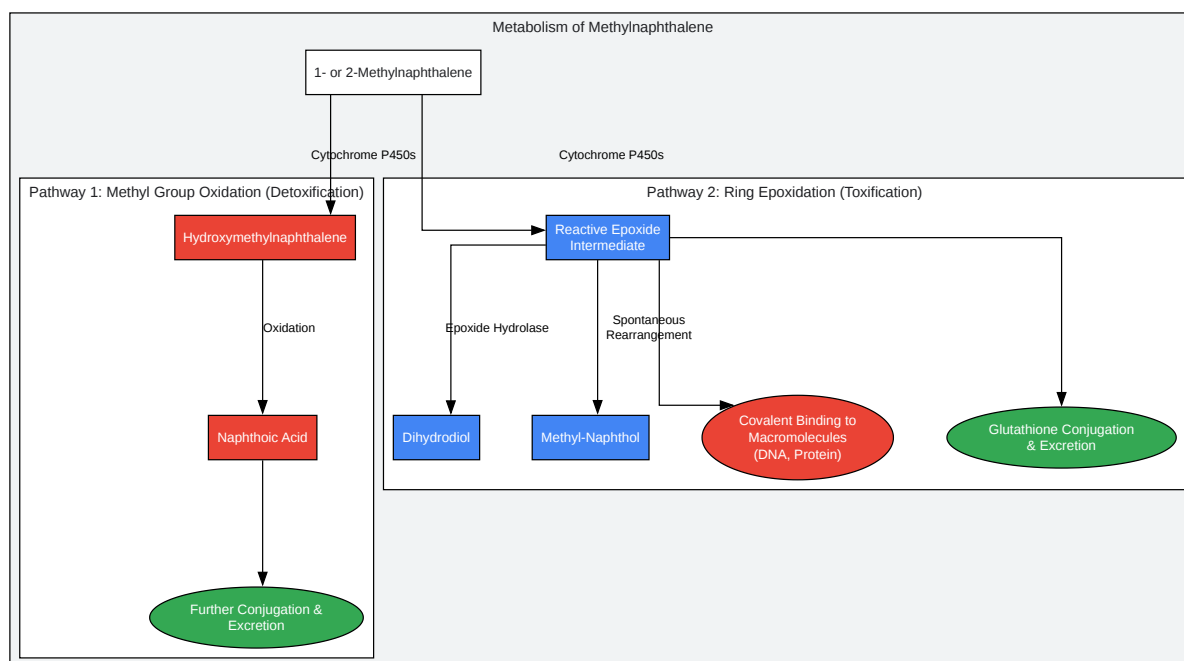 Metabolism of Methylnaphthalene
1- or 2-Methylnaphthalene
Cytochrome P450s
Cytochrome P450s
Pathway 1: Methyl Group Oxidation (Detoxification)
Hydroxymethylnaphthalene
Oxidation
Naphthoic Acid
Further Conjugation &
Excretion
Pathway 2: Ring Epoxidation (Toxification)
Reactive Epoxide
Intermediate
Epoxide Hydrolase
Spontaneous
Rearrangement
Dihydrodiol
Methyl-Naphthol
Covalent Binding to
Macromolecules
(DNA, Protein)
Glutathione Conjugation
& Excretion